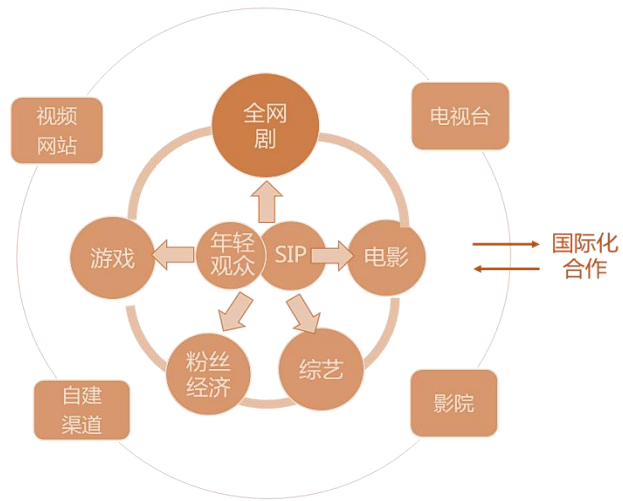 全网
剧
视频
网站
电视台
年轻
观众
SIP
游戏
电影
国际化
合作
粉丝
经济
综艺
自建
渠道
影院